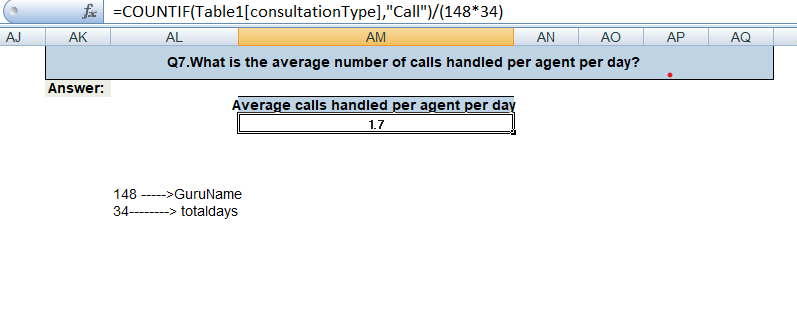 =COUNTIF(Table1[consultationType],"Call")/(148*34)
AJ AK AL AM AN AO AP AQ
Q7.What is the average number of calls handled per agent per day?
Answer:
Average calls handled per agent per day
1.7
148 ----->GuruName
34--------> totaldays